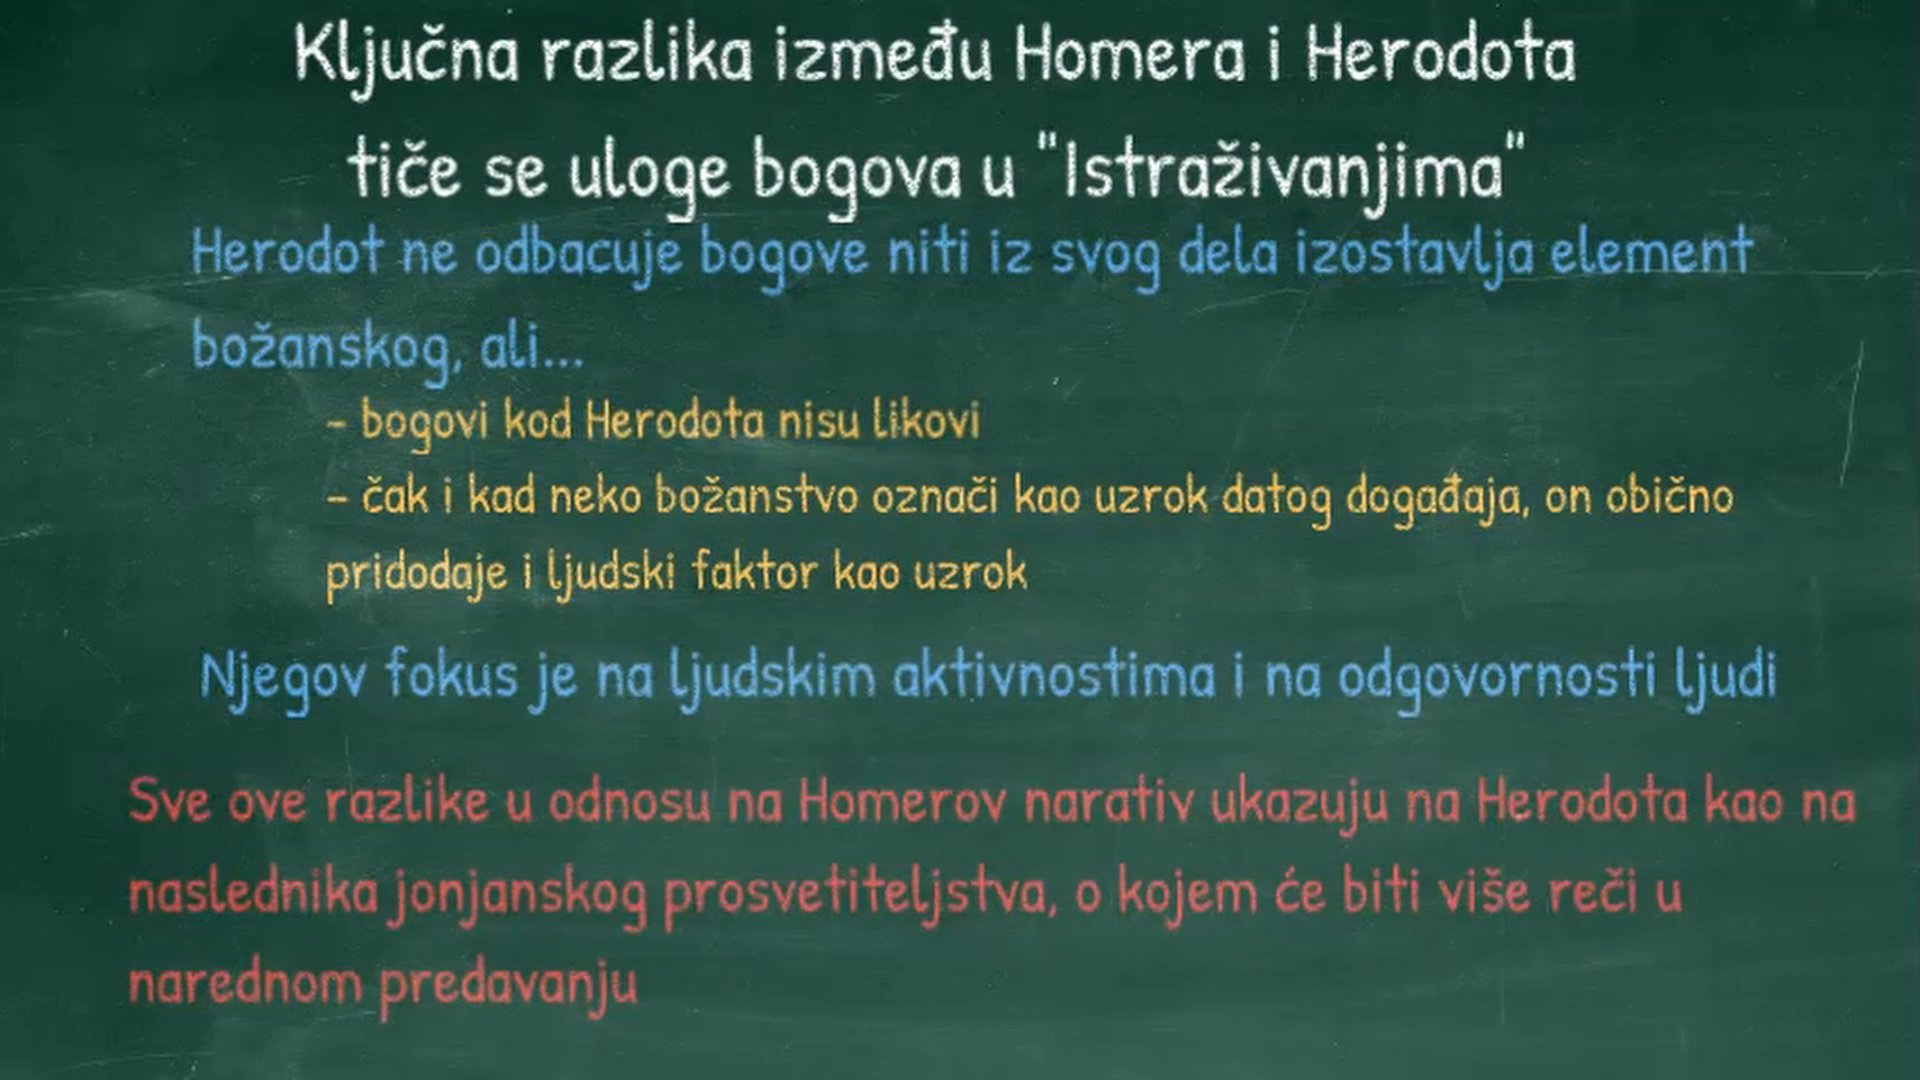 Ključna razlika između Homera i Herodota
tiče se uloge bogova u "Istraživanjima"
Herodot ne odbacuje bogove niti iz svog dela izostavlja element
božanskog, ali...
- bogovi kod Herodota nisu likovi
- čak i kad neko božanstvo označi kao uzrok datog događaja, on obično
pridodaje i ljudski faktor kao uzrok
Njegov fokus je na ljudskim aktivnostima i na odgovornosti ljudi
Sve ove razlike u odnosu na Homerov narativ ukazuju na Herodota kao na
naslednika jonjanskog prosvetiteljstva, o kojem će biti više reči u
narednom predavanju